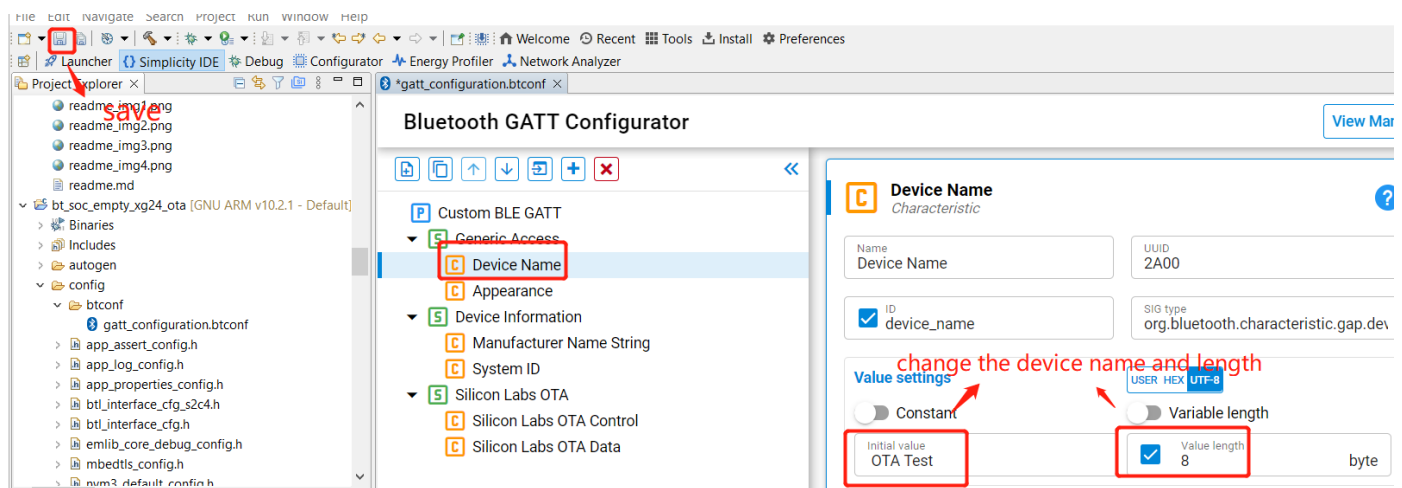 File Edit Navigate Search Project Run Window Help
Welcome Recent Tools Install Preferences
Launcher Simplicity IDE Debug Configurator Energy Profiler Network Analyzer
Project Explorer
*gatt_configuration.btconf
save
readme_img1.png
readme_img2.png
readme_img3.png
readme_img4.png
readme.md
bt_soc_empty_xg24_ota [GNU ARM v10.2.1 - Default]
Binaries
Includes
autogen
config
btconf
gatt_configuration.btconf
app_assert_config.h
app_log_config.h
app_properties_config.h
btl_interface_cfg_s2c4.h
btl_interface_cfg.h
emlib_core_debug_config.h
mbedtls_config.h
nvm3_default_config.h
Bluetooth GATT Configurator
View Mar
P Custom BLE GATT
S Generic Access
C Device Name
C Appearance
S Device Information
C Manufacturer Name String
C System ID
S Silicon Labs OTA
C Silicon Labs OTA Control
C Silicon Labs OTA Data
C
Device Name
Characteristic
?
Name
Device Name
UUID
2A00
ID
device_name
SIG type
org.bluetooth.characteristic.gap.dev
change the device name and length
Value settings
USER HEX UTF-8
Constant
Variable length
Initial value
OTA Test
Value length
8
byte